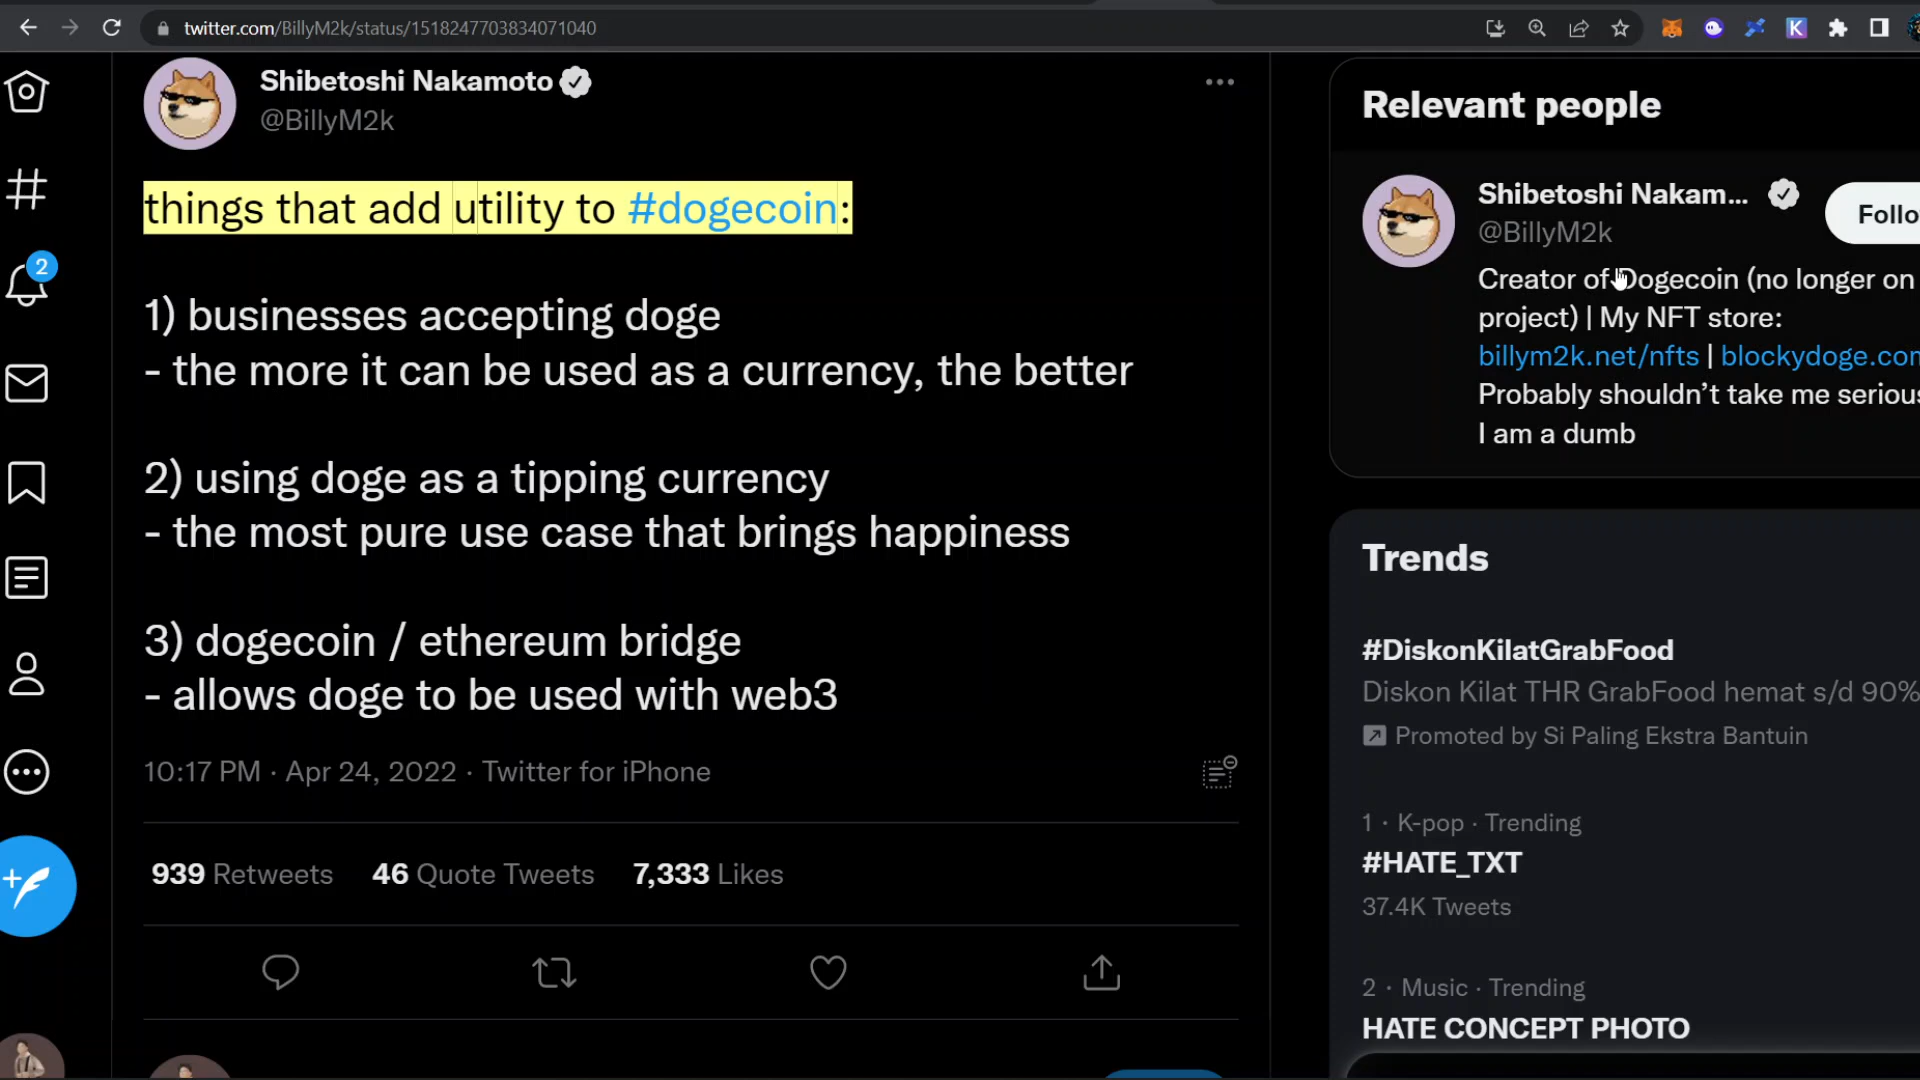 twitter.com/BillyM2k/status/1518247703834071040
K
Shibetoshi Nakamoto
@BillyM2k
things that add utility to #dogecoin:
1) businesses accepting doge
- the more it can be used as a currency, the better
2) using doge as a tipping currency
- the most pure use case that brings happiness
3) dogecoin / ethereum bridge
- allows doge to be used with web3
10:17 PM · Apr 24, 2022 · Twitter for iPhone
939 Retweets 46 Quote Tweets 7,333 Likes
2
Relevant people
Shibetoshi Nakam...
@BillyM2k
Follo
Creator of Dogecoin (no longer on
project) | My NFT store:
billym2k.net/nfts | blockydoge.com
Probably shouldn't take me serious
I am a dumb
Trends
#DiskonKilatGrabFood
Diskon Kilat THR GrabFood hemat s/d 90%
Promoted by Si Paling Ekstra Bantuin
1 · K-pop · Trending
#HATE_TXT
37.4K Tweets
2 · Music · Trending
HATE CONCEPT PHOTO